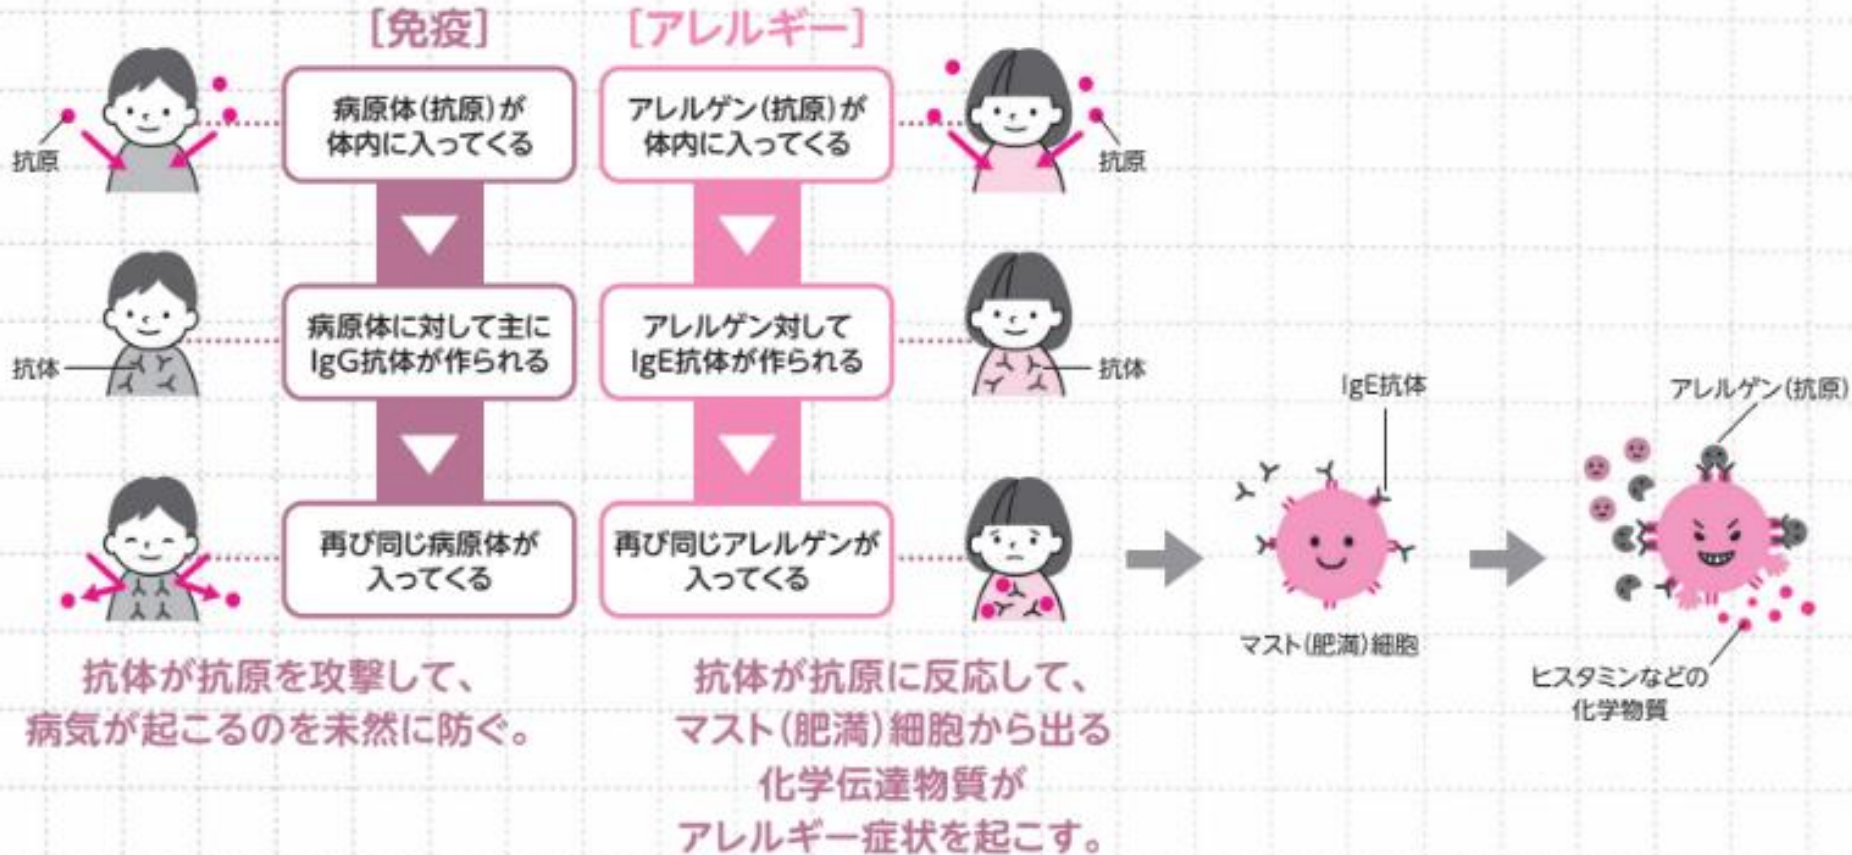 [免疫]
[アレルギー]
抗原
病原体(抗原)が
体内に入ってくる
アレルゲン(抗原)が
体内に入ってくる
抗原
抗体
病原体に対して主に
IgG抗体が作られる
アレルゲン対して
IgE抗体が作られる
抗体
再び同じ病原体が
入ってくる
再び同じアレルゲンが
入ってくる
IgE抗体
マスト(肥満)細胞
アレルゲン(抗原)
ヒスタミンなどの
化学物質
抗体が抗原を攻撃して、
病気が起こるのを未然に防ぐ。
抗体が抗原に反応して、
マスト(肥満)細胞から出る
化学伝達物質が
アレルギー症状を起こす。